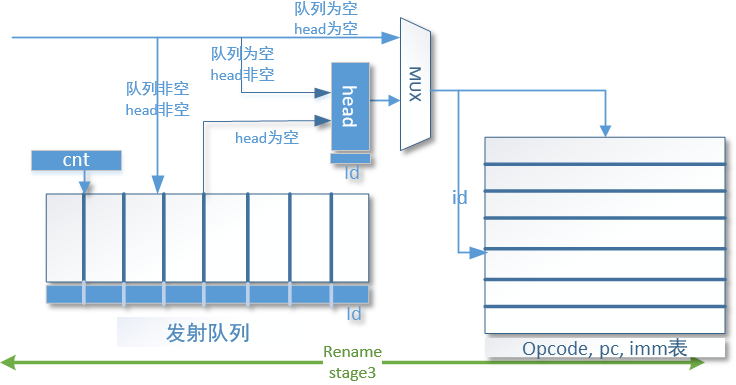 队列为空
head为空
队列为空
head非空
队列非空
head非空
MUX
head
head为空
Id
cnt
id
Id
发射队列
Opcode, pc, imm表
Rename
stage3